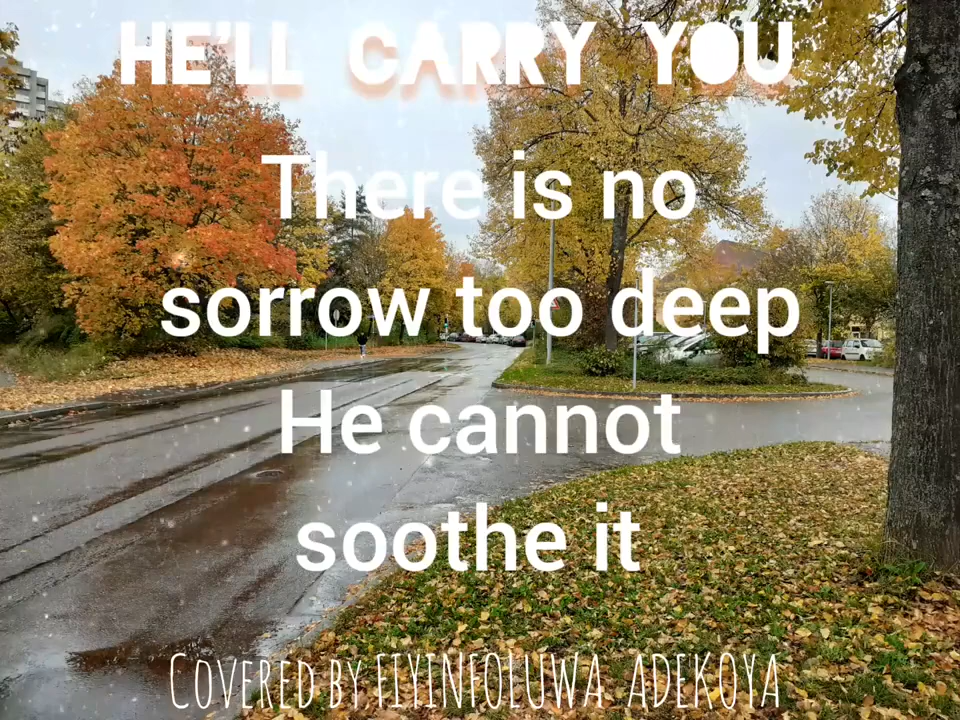 HE'LL CARRY YOU
There is no
sorrow too deep
He cannot
soothe it
COVERED BY FIYINFOLUWA ADEKOYA